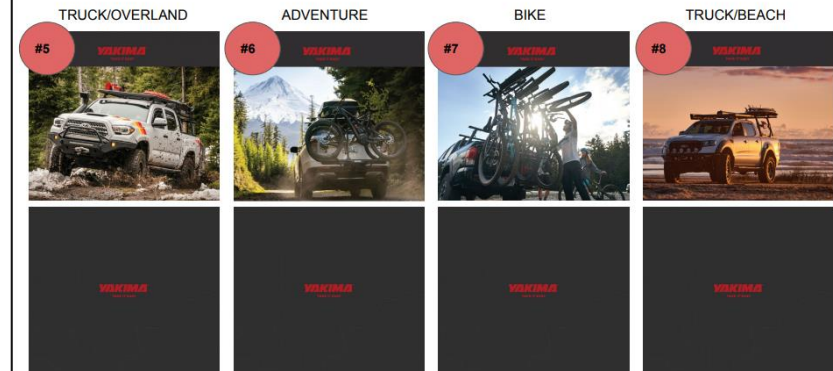 TRUCK/OVERLAND ADVENTURE BIKE TRUCK/BEACH
#5 YAKIMA #6 YAKIMA #7 YAKIMA #8 YAKIMA
YAKIMA YAKIMA YAKIMA YAKIMA